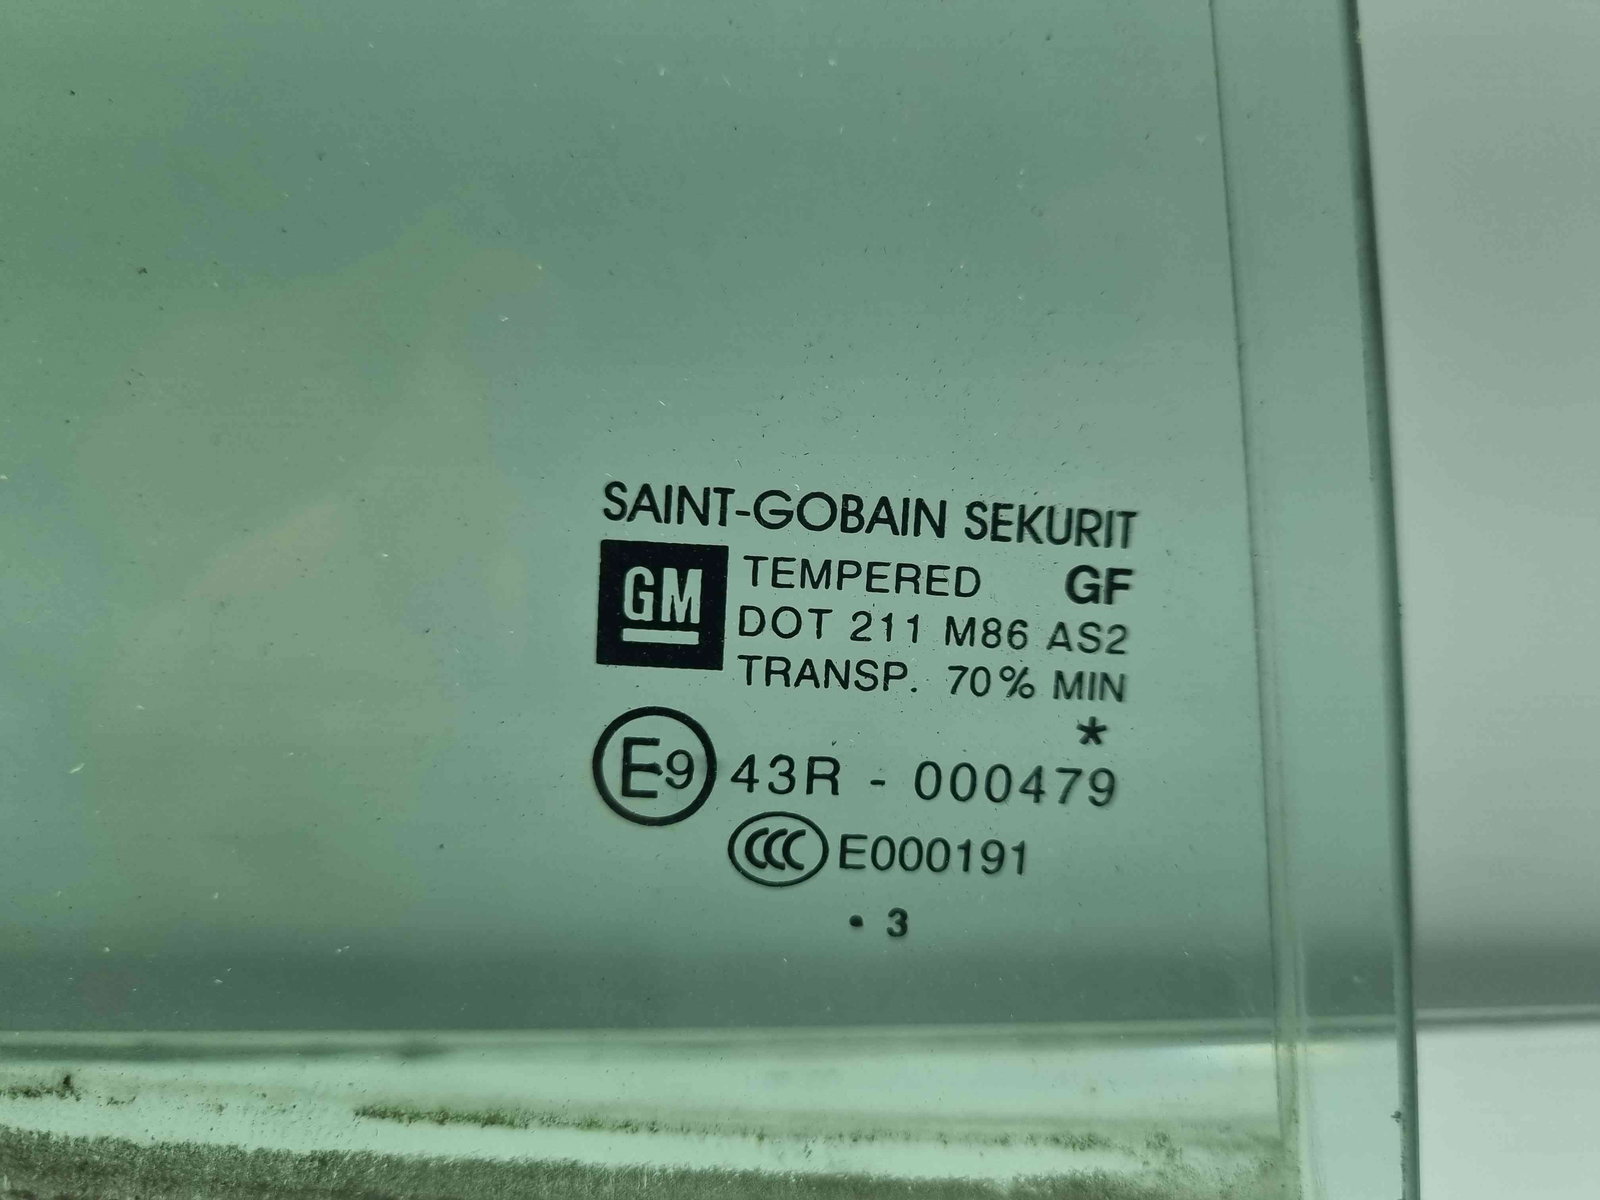 SAINT-GOBAIN SEKURIT
GM
TEMPERED GF
DOT 211 M86 AS2
TRANSP. 70% MIN
*
E9 43R - 000479
CCC E000191
• 3